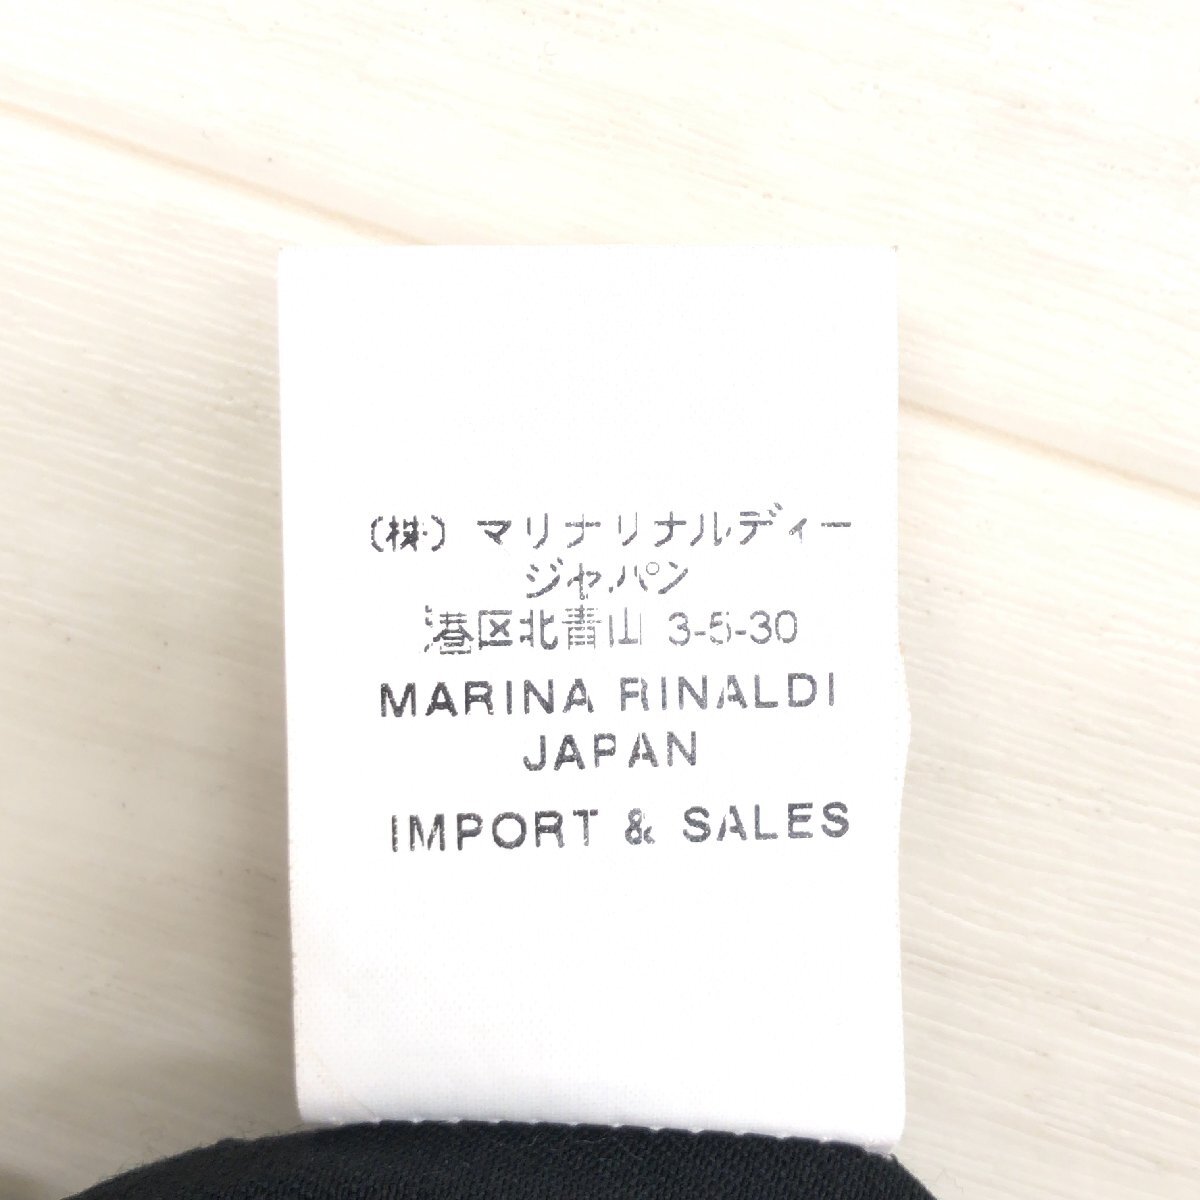 (株) マリナリナルディー
ジャパン
港区北青山 3-5-30
MARINA RINALDI
JAPAN
IMPORT & SALES